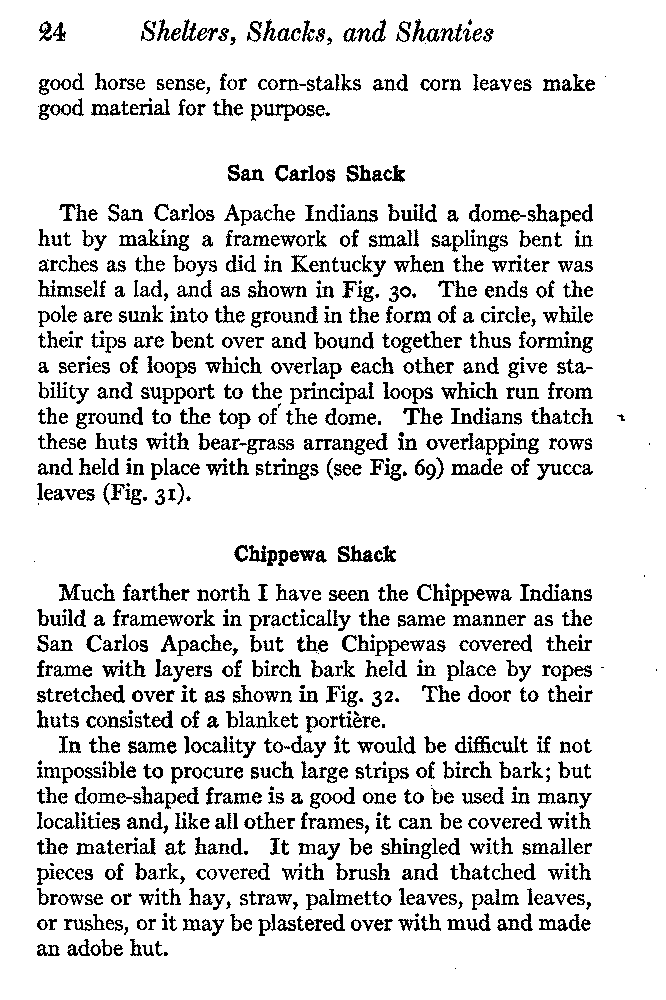 24 Shelters, Shacks, and Shanties
good horse sense, for corn-stalks and corn leaves make
good material for the purpose.
San Carlos Shack
The San Carlos Apache Indians build a dome-shaped
hut by making a framework of small saplings bent in
arches as the boys did in Kentucky when the writer was
himself a lad, and as shown in Fig. 30. The ends of the
pole are sunk into the ground in the form of a circle, while
their tips are bent over and bound together thus forming
a series of loops which overlap each other and give sta-
bility and support to the principal loops which run from
the ground to the top of the dome. The Indians thatch
these huts with bear-grass arranged in overlapping rows
and held in place with strings (see Fig. 69) made of yucca
leaves (Fig. 31).
Chippewa Shack
Much farther north I have seen the Chippewa Indians
build a framework in practically the same manner as the
San Carlos Apache, but the Chippewas covered their
frame with layers of birch bark held in place by ropes
stretched over it as shown in Fig. 32. The door to their
huts consisted of a blanket portière.
In the same locality to-day it would be difficult if not
impossible to procure such large strips of birch bark; but
the dome-shaped frame is a good one to be used in many
localities and, like all other frames, it can be covered with
the material at hand. It may be shingled with smaller
pieces of bark, covered with brush and thatched with
browse or with hay, straw, palmetto leaves, palm leaves,
or rushes, or it may be plastered over with mud and made
an adobe hut.